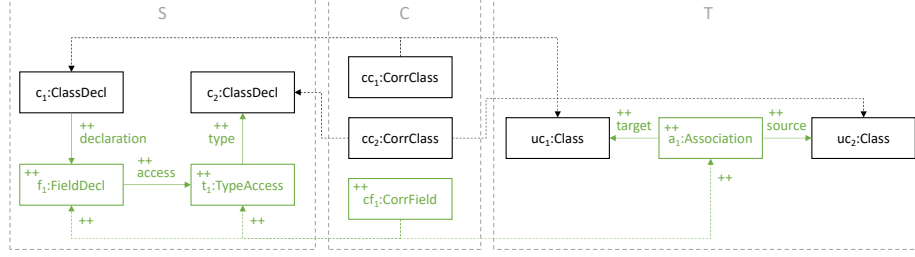 S
C
T
cc₁:CorrClass
c₁:ClassDecl
c₂:ClassDecl
++
declaration
++
type
cc₂:CorrClass
uc₁:Class
++
target
a₁:Association
++
source
uc₂:Class
++
f₁:FieldDecl
++
access
++
t₁:TypeAccess
++
cf₁:CorrField
++
++
++